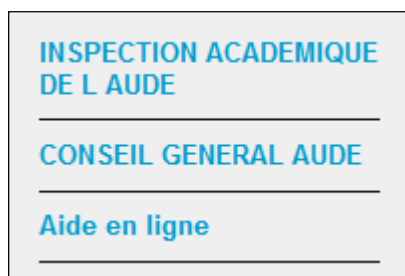 INSPECTION ACADEMIQUE
DE L AUDE
CONSEIL GENERAL AUDE
Aide en ligne